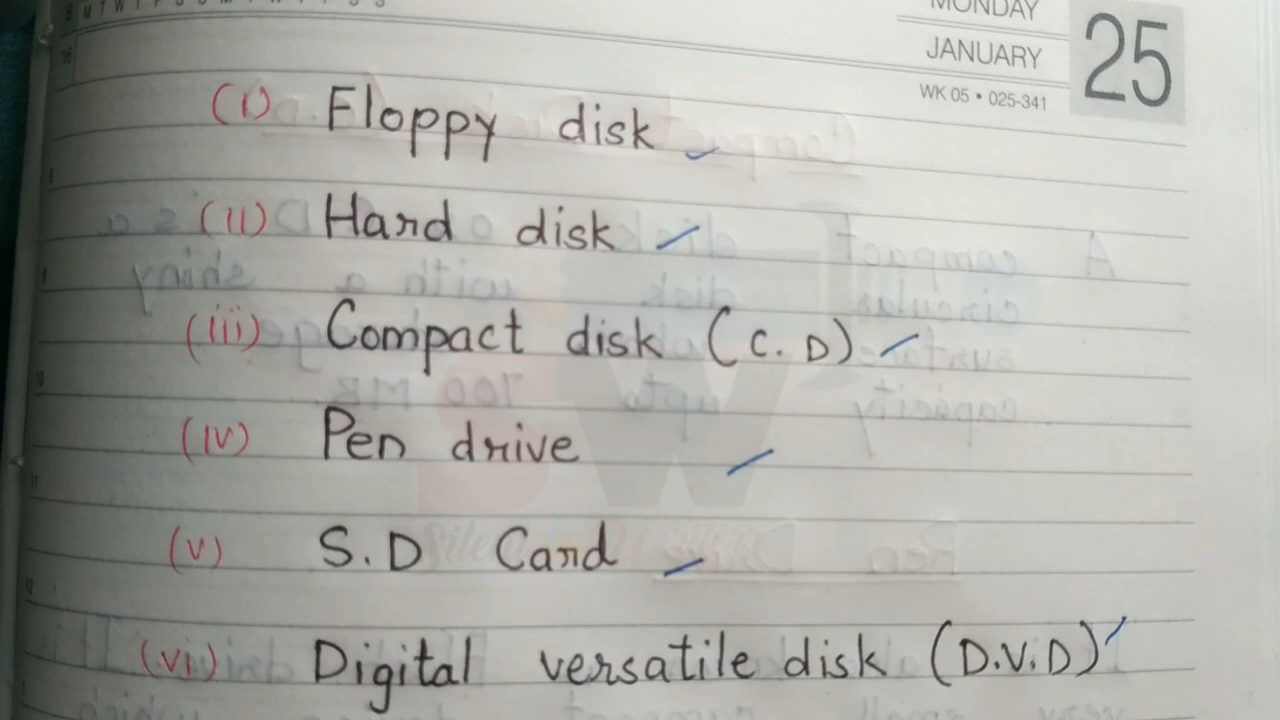 MONDAY
JANUARY
25
WK 05 • 025-341
(i) Floppy disk
(ii) Hard disk
(iii) Compact disk (C.D)
(iv) Pen drive
(v) S.D Card
(vi) Digital versatile disk (D.V.D)